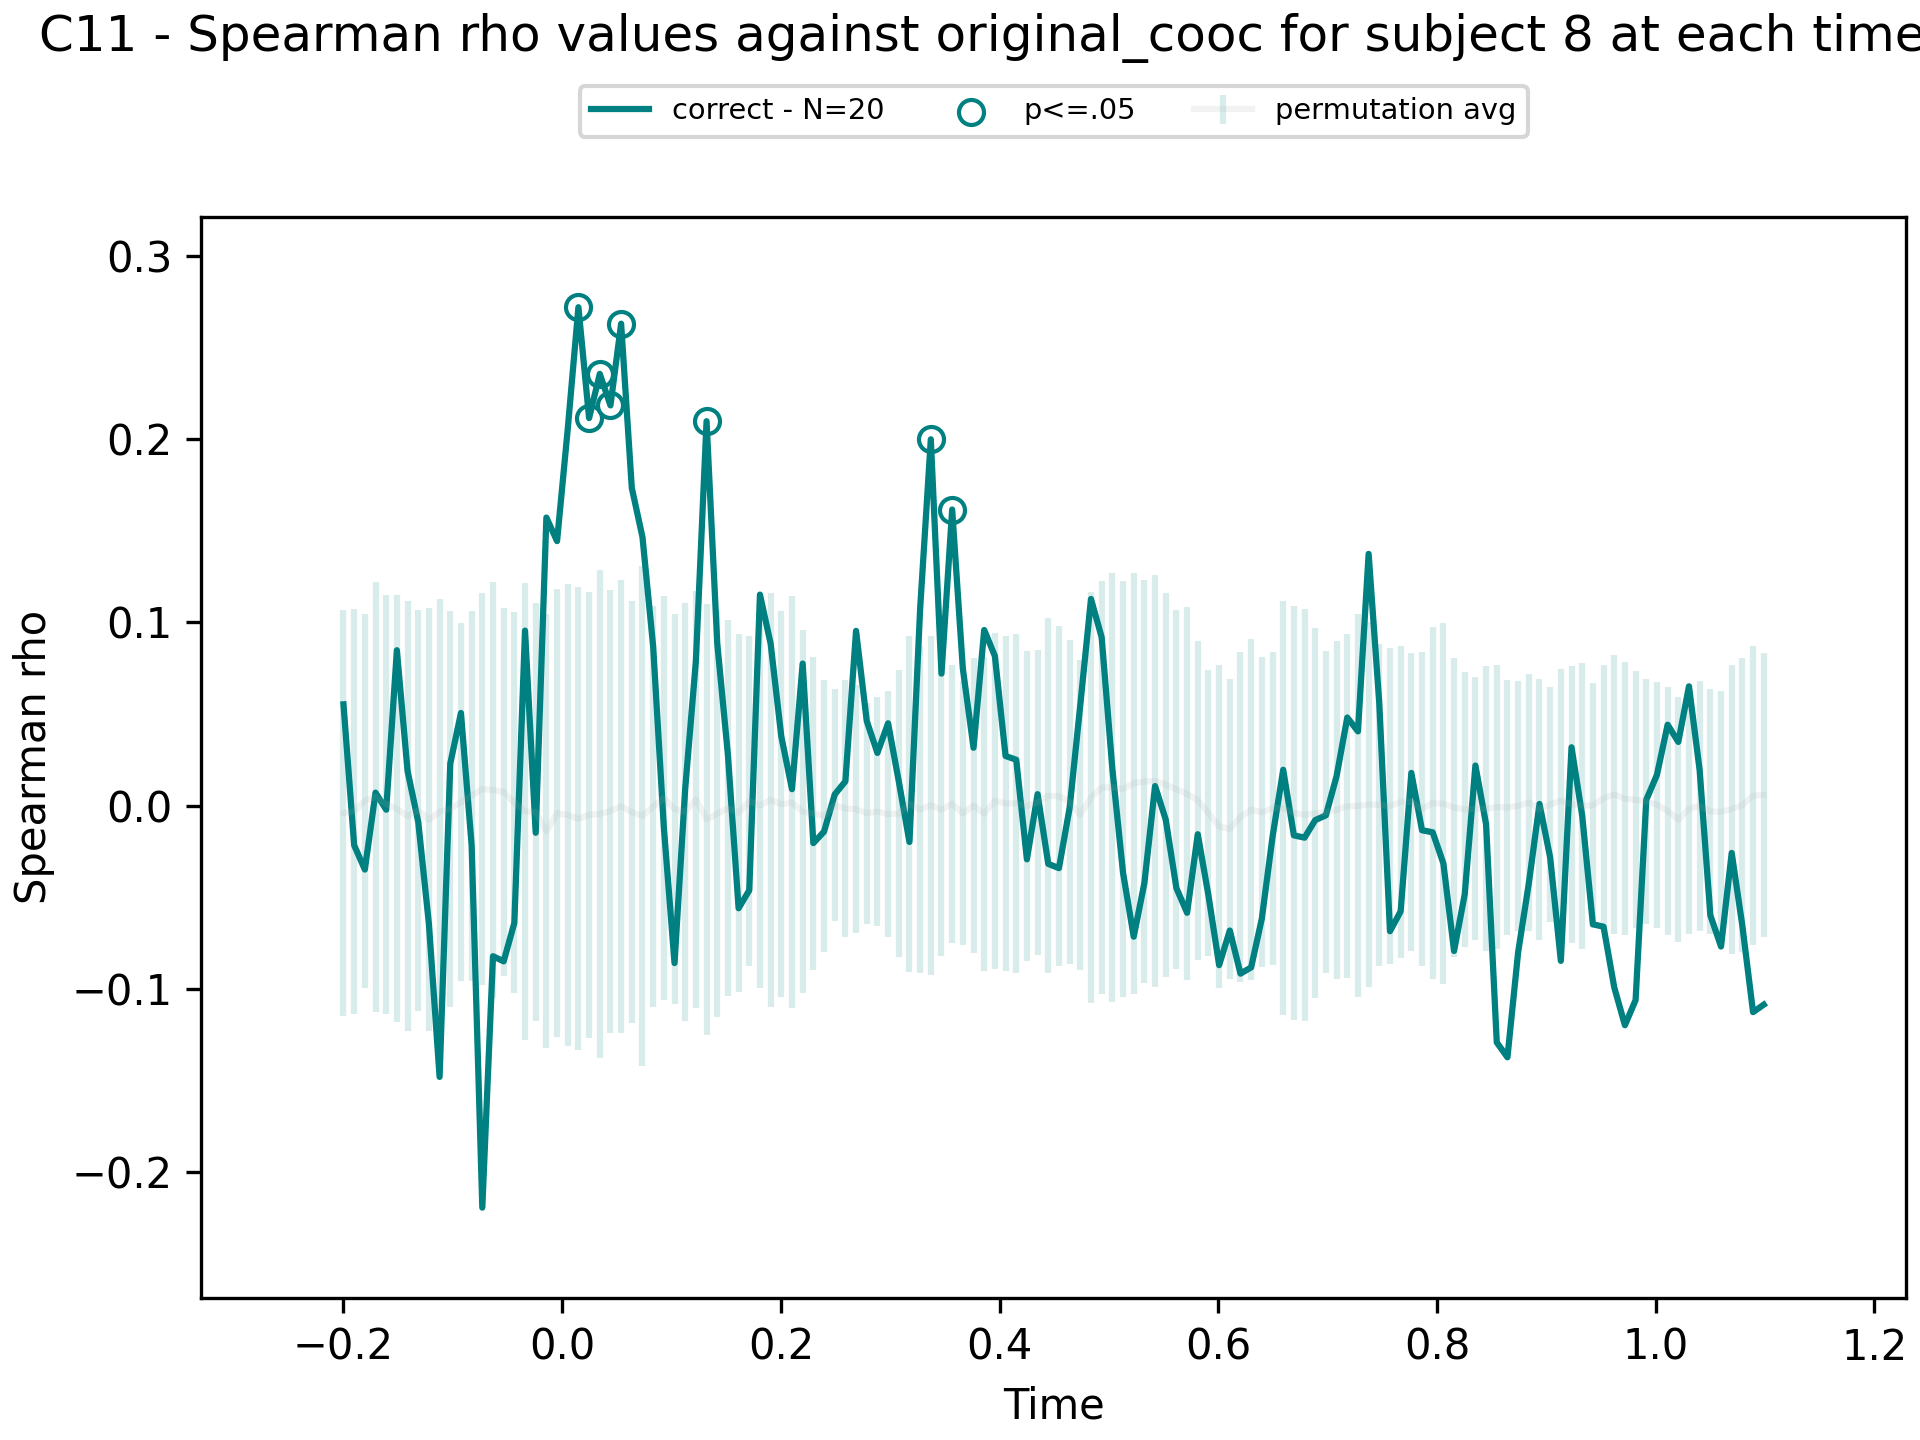 C11 - Spearman rho values against original_cooc for subject 8 at each time
correct - N=20 p<=.05 permutation avg
0.3
0.2
0.1
0.0
−0.1
−0.2
Spearman rho
−0.2 0.0 0.2 0.4 0.6 0.8 1.0 1.2
Time